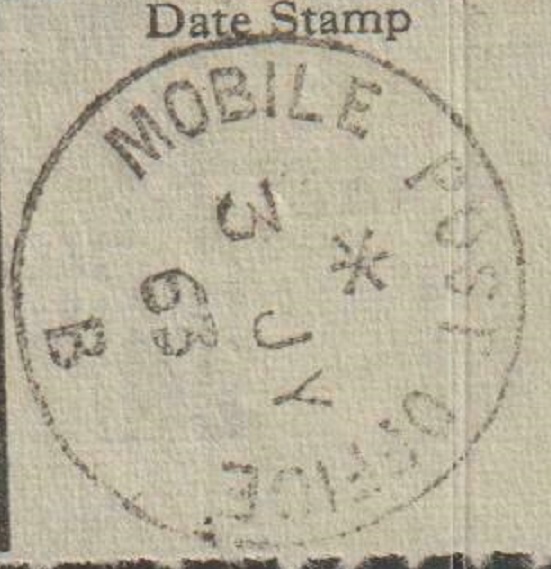 Date Stamp
MOBILE POST OFFICE
*
3 JY
63
B